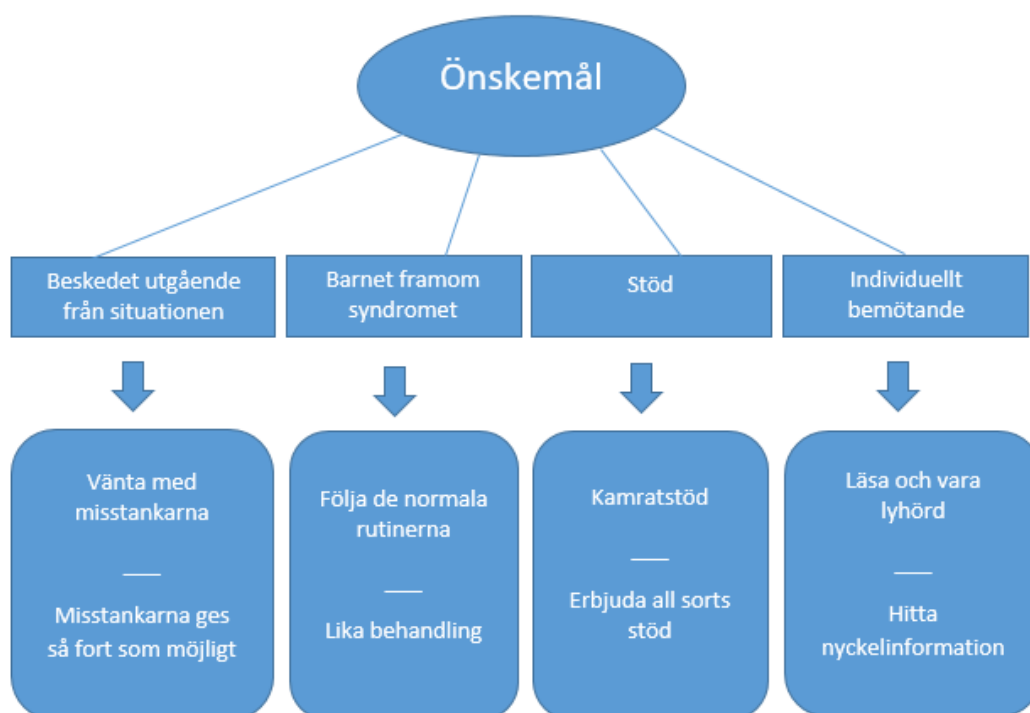 Önskemål
Beskedet utgående
från situationen
Barnet framom
syndromet
Stöd
Individuellt
bemötande
Vänta med
misstankarna
Misstankarna ges
så fort som möjligt
Följa de normala
rutinerna
Lika behandling
Kamratstöd
Erbjuda all sorts
stöd
Läsa och vara
lyhörd
Hitta
nyckelinformation